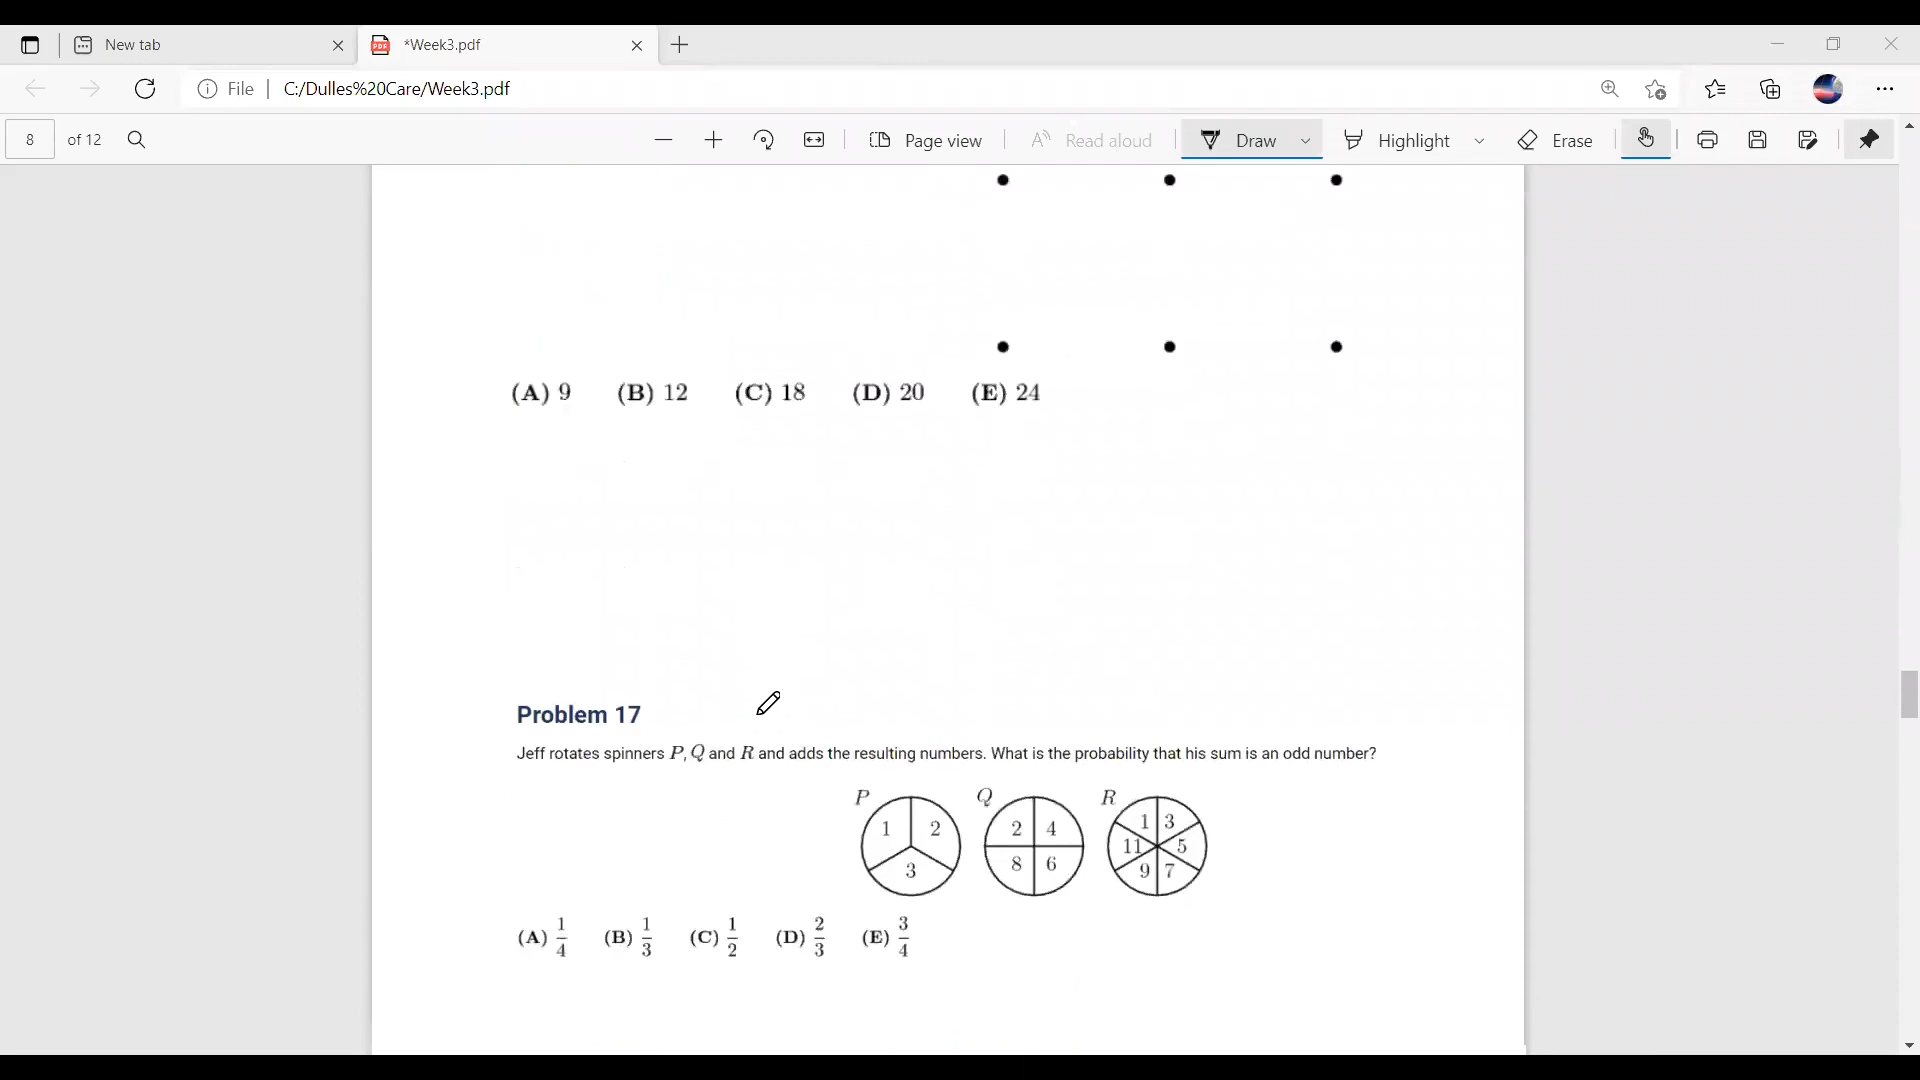 New tab
PDF
*Week3.pdf
File
C:/Dulles%20Care/Week3.pdf
8 of 12
Page view
Read aloud
Draw
Highlight
Erase
(A) 9 (B) 12 (C) 18 (D) 20 (E) 24
Problem 17
Jeff rotates spinners P, Q and R and adds the resulting numbers. What is the probability that his sum is an odd number?
P Q R
1 2 3
2 4 8 6
1 3 11 5 9 7
(A) 1/4 (B) 1/3 (C) 1/2 (D) 2/3 (E) 3/4